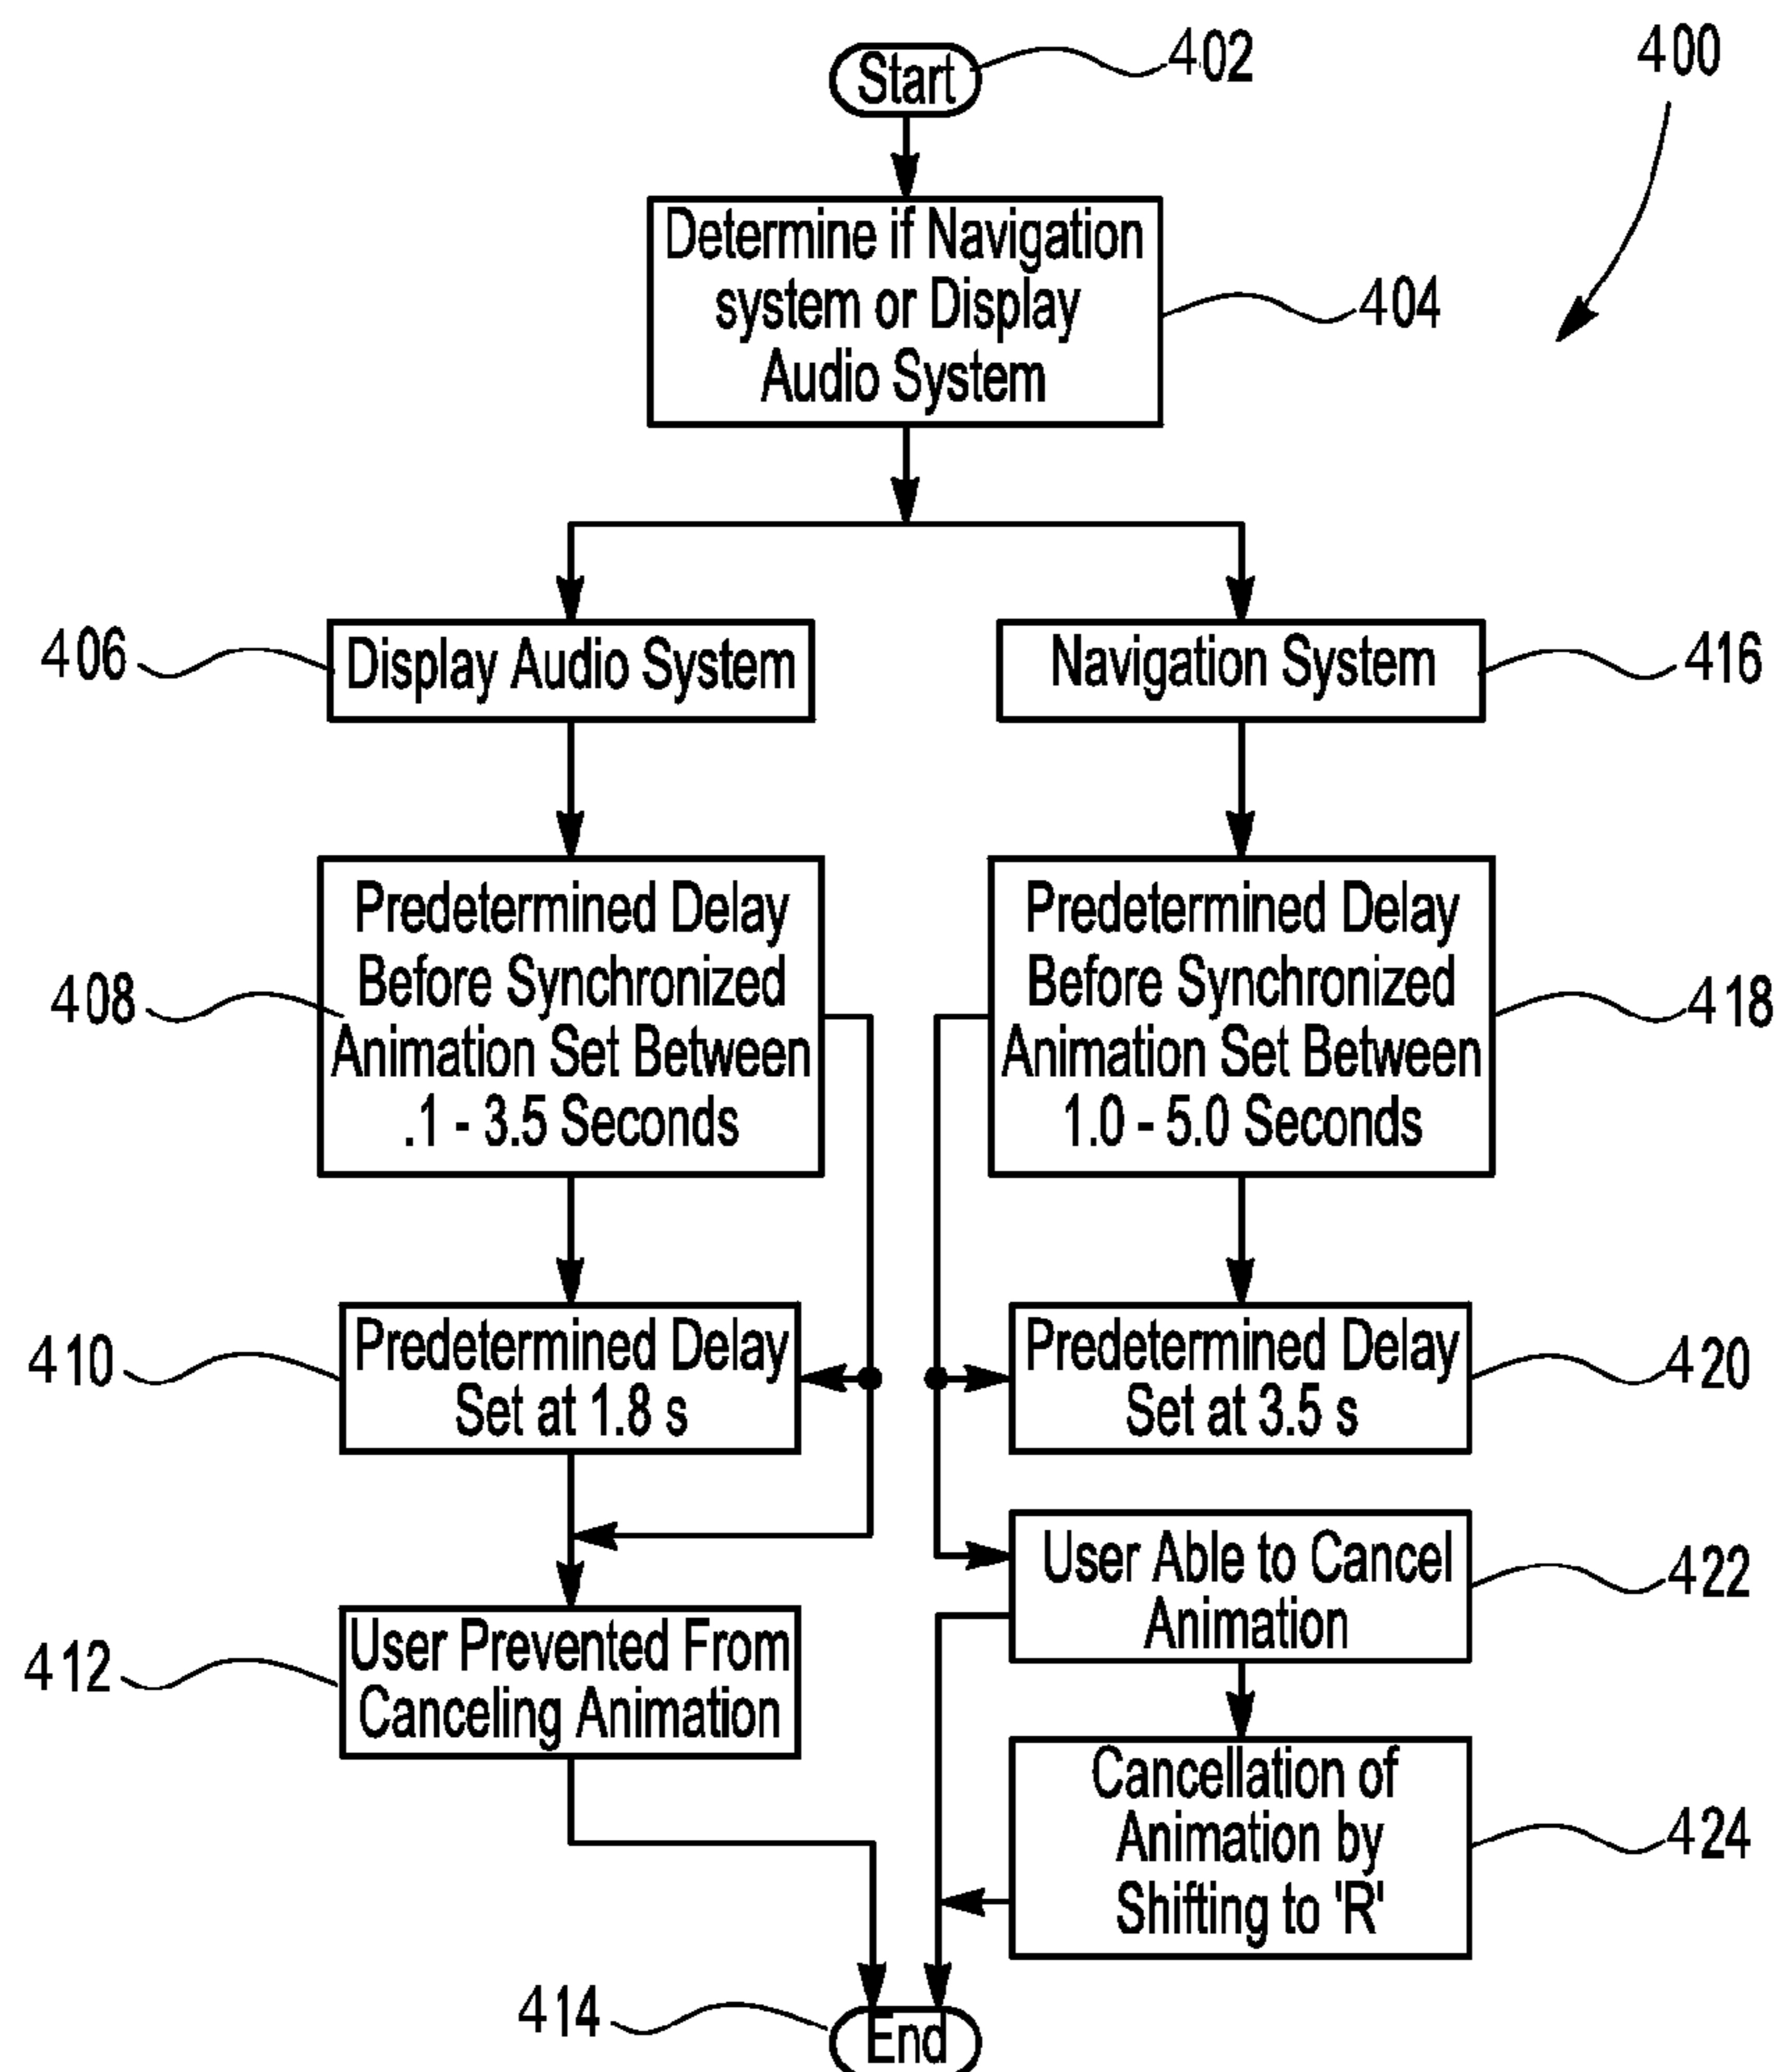 Start
402
400
Determine if Navigation
system or Display
Audio System
404
406
Display Audio System
Navigation System
416
Predetermined Delay
Before Synchronized
Animation Set Between
.1 - 3.5 Seconds
408
Predetermined Delay
Before Synchronized
Animation Set Between
1.0 - 5.0 Seconds
418
410
Predetermined Delay
Set at 1.8 s
Predetermined Delay
Set at 3.5 s
420
User Able to Cancel
Animation
422
412
User Prevented From
Canceling Animation
Cancellation of
Animation by
Shifting to 'R'
424
414
End